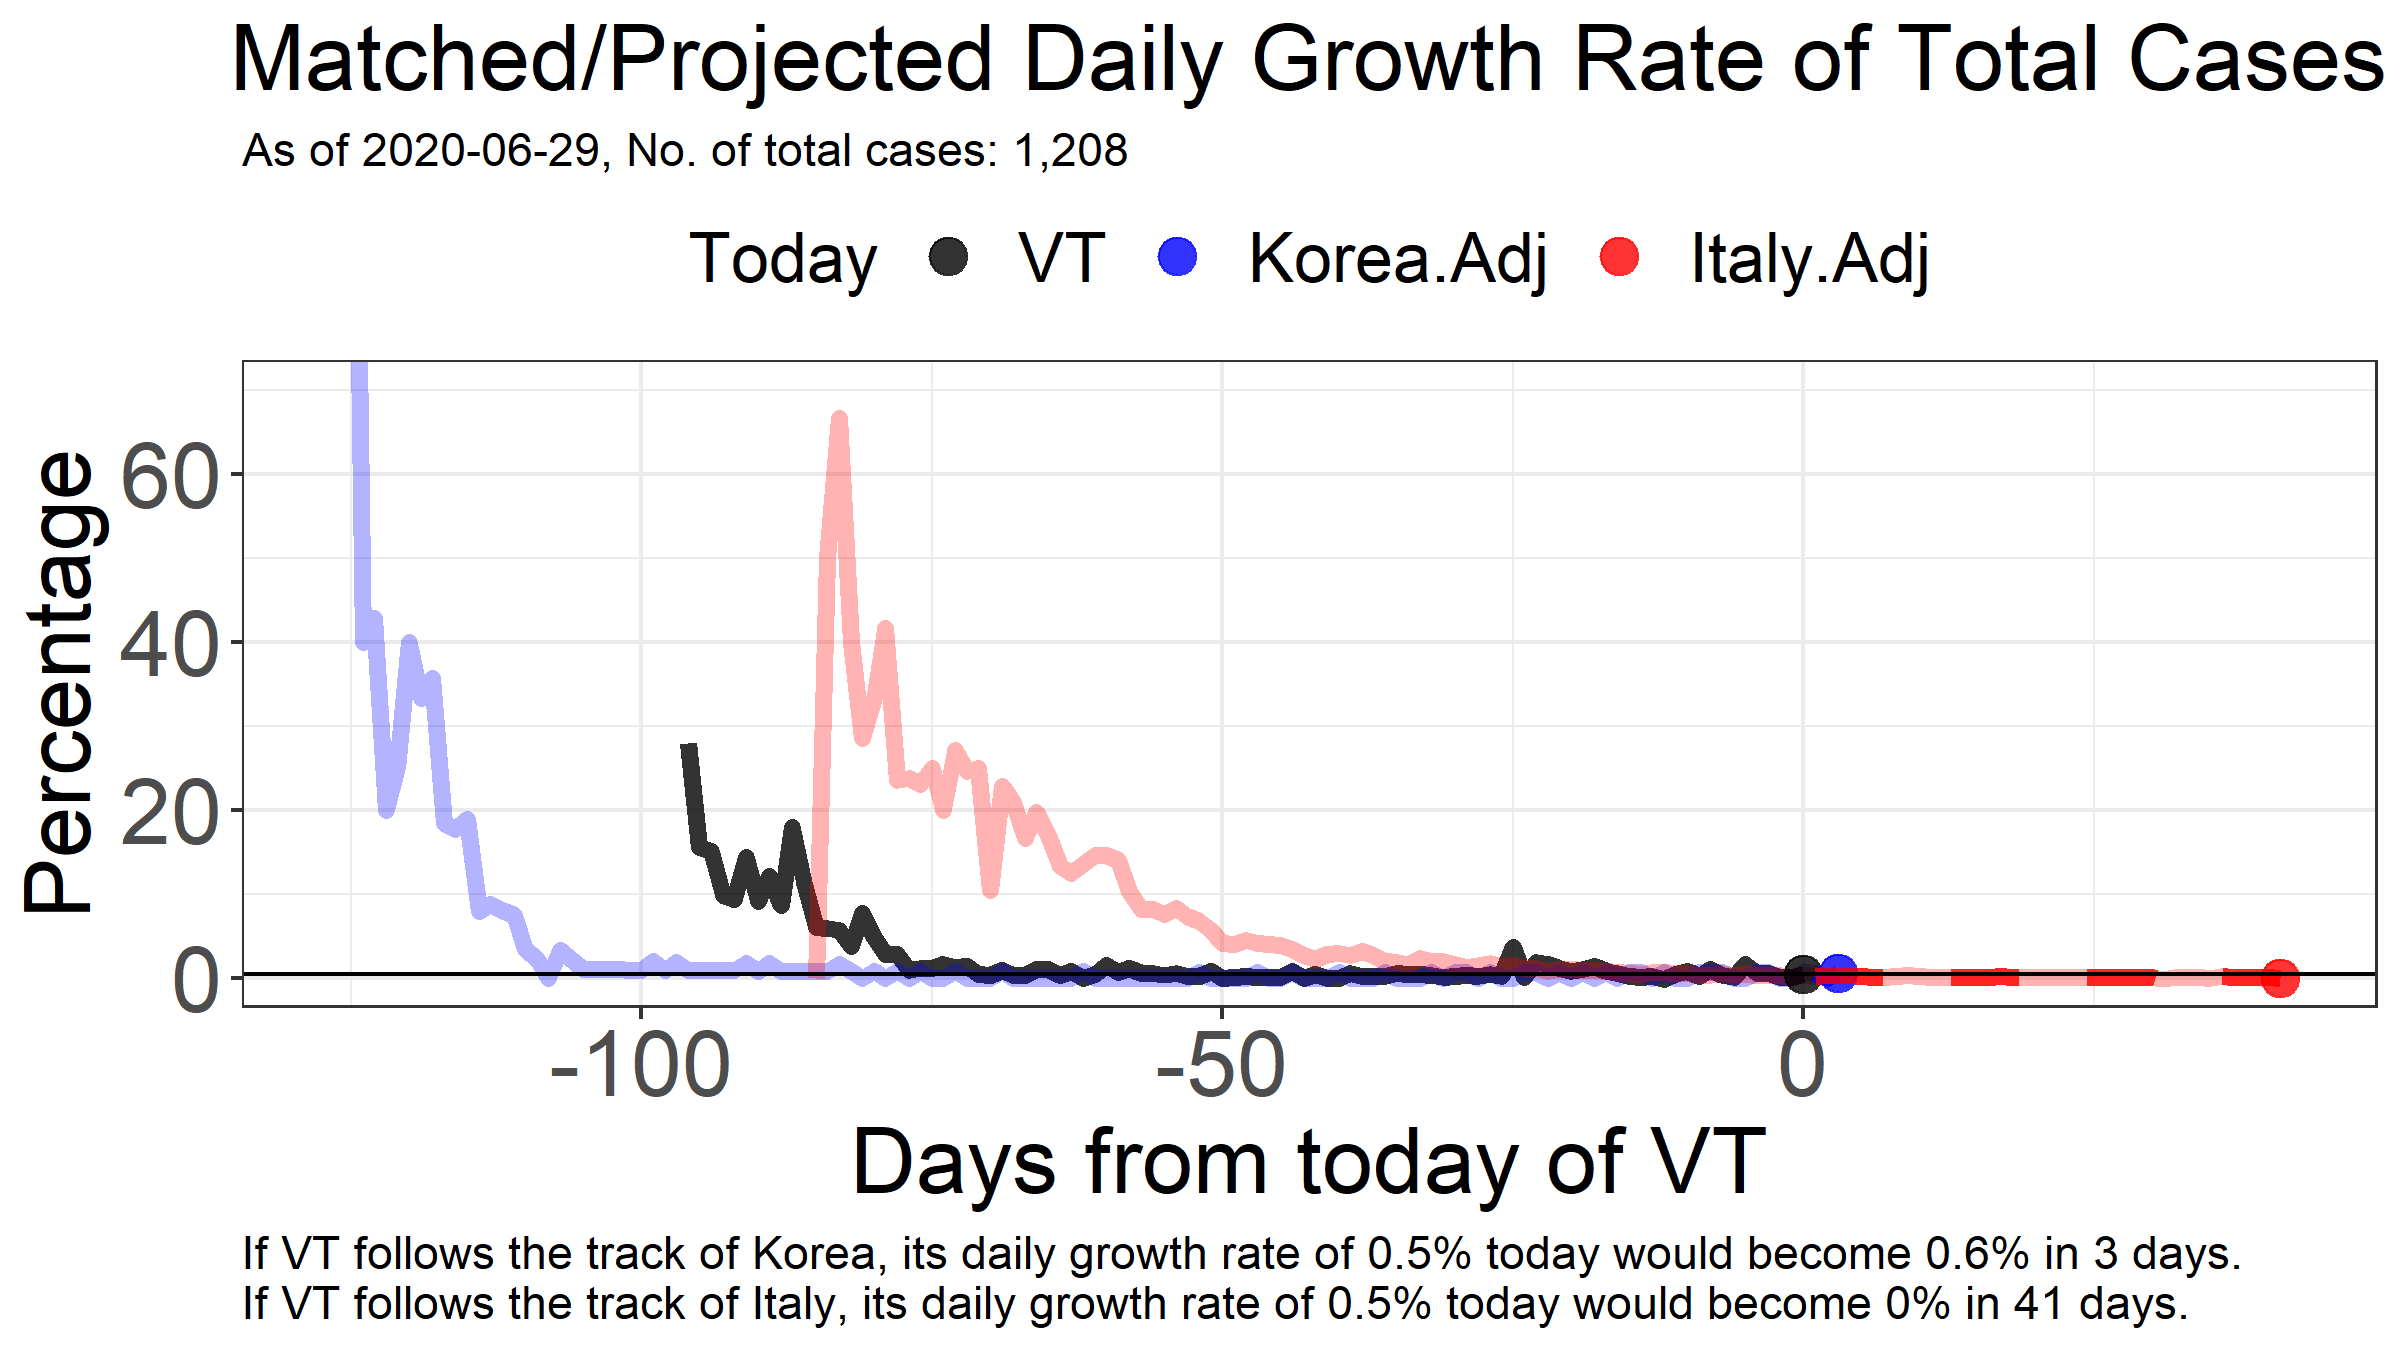 Matched/Projected Daily Growth Rate of Total Cases
As of 2020-06-29, No. of total cases: 1,208
Today VT Korea.Adj Italy.Adj
Percentage
60
40
20
0
-100 -50 0
Days from today of VT
If VT follows the track of Korea, its daily growth rate of 0.5% today would become 0.6% in 3 days.
If VT follows the track of Italy, its daily growth rate of 0.5% today would become 0% in 41 days.